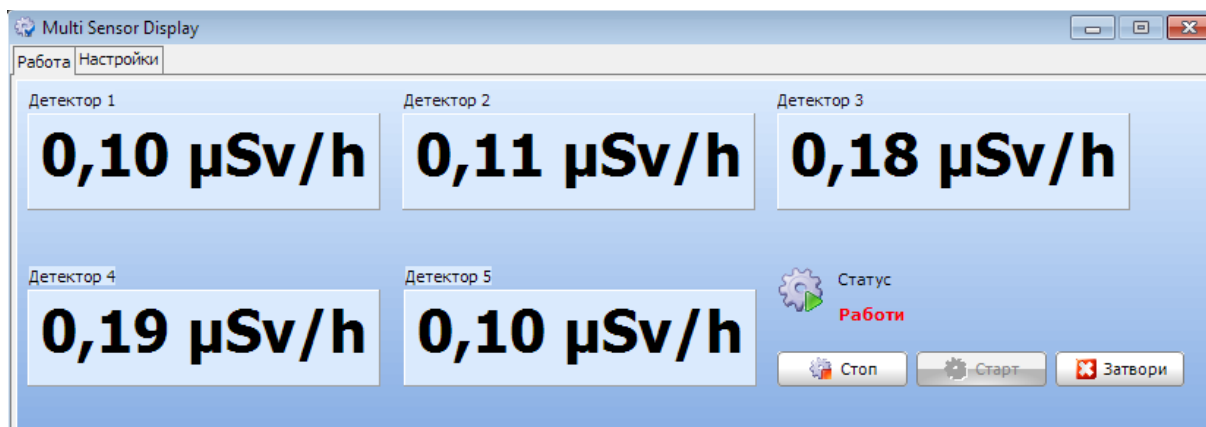 Multi Sensor Display
Работа Настройки
Детектор 1 Детектор 2 Детектор 3
0,10 µSv/h 0,11 µSv/h 0,18 µSv/h
Детектор 4 Детектор 5 Статус
Работи
0,19 µSv/h 0,10 µSv/h
Стоп Старт Затвори